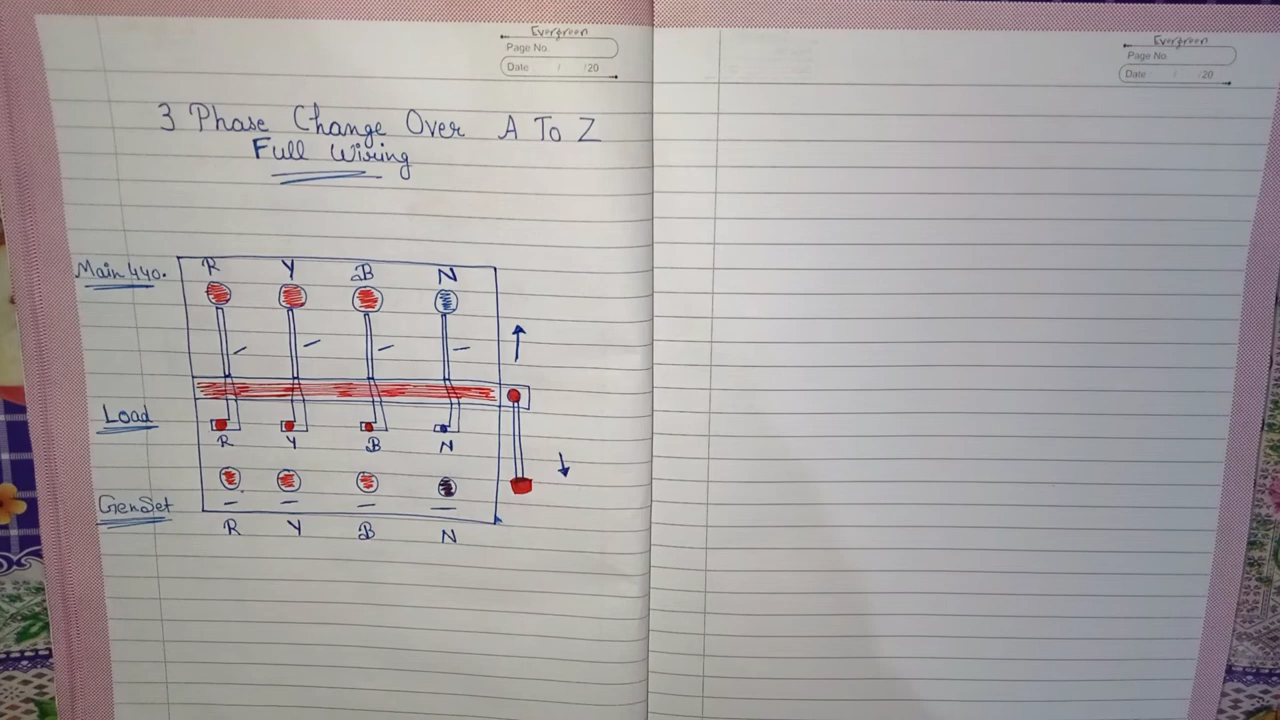 Evergreen
Page No.
Date / /20
Evergreen
Page No
Date / /20
3 Phase Change Over A To Z
Full Wiring
Main 440.
R Y B N
Load
R Y B N
GenSet
R Y B N